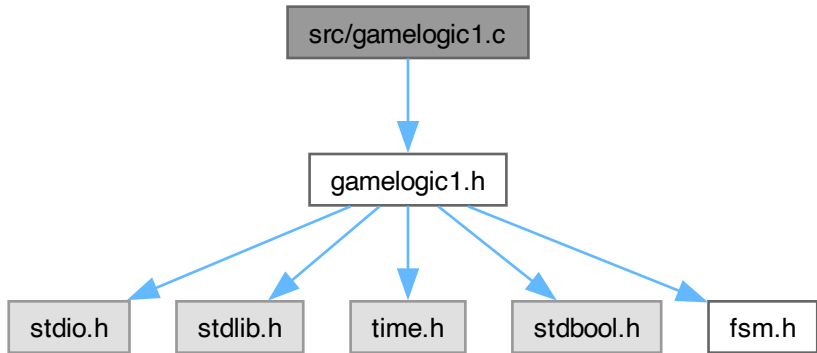 src/gamelogic1.c
gamelogic1.h
stdio.h
stdlib.h
time.h
stdbool.h
fsm.h